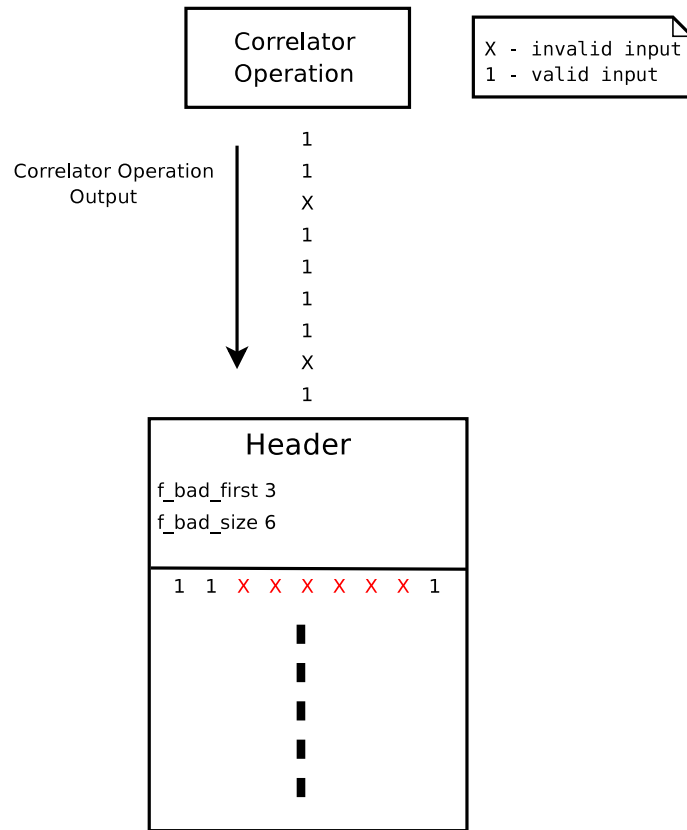 Correlator
Operation
X - invalid input
1 - valid input
Correlator Operation
Output
1
1
X
1
1
1
1
X
1
Header
f_bad_first 3
f_bad_size 6
1 1 X X X X X X 1